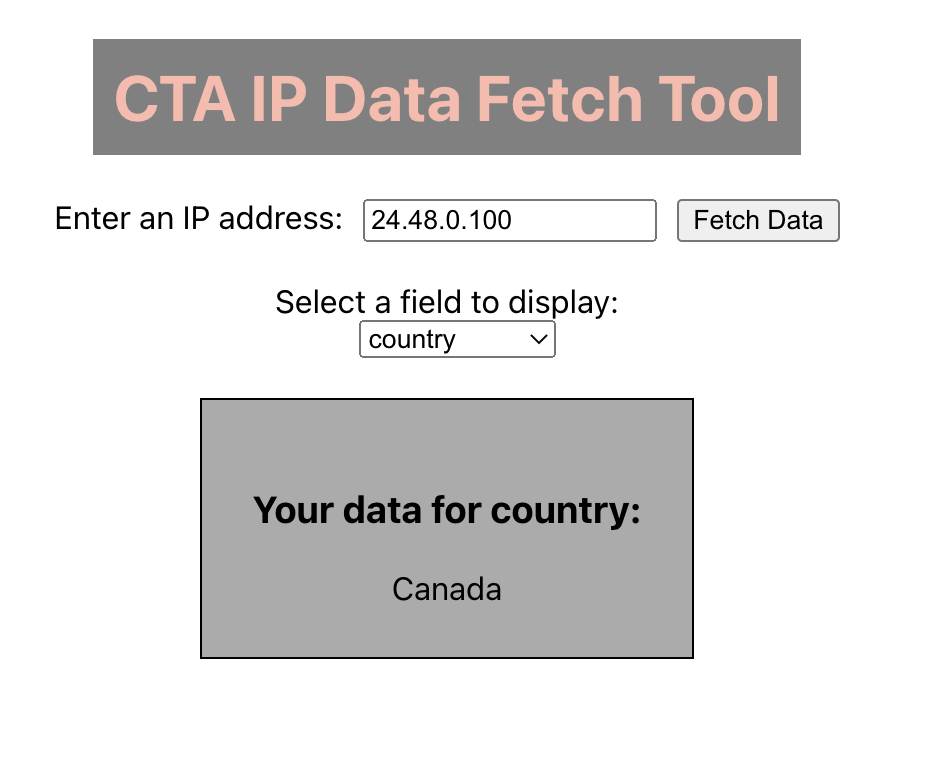 CTA IP Data Fetch Tool
Enter an IP address: 24.48.0.100 Fetch Data
Select a field to display:
country
Your data for country:
Canada